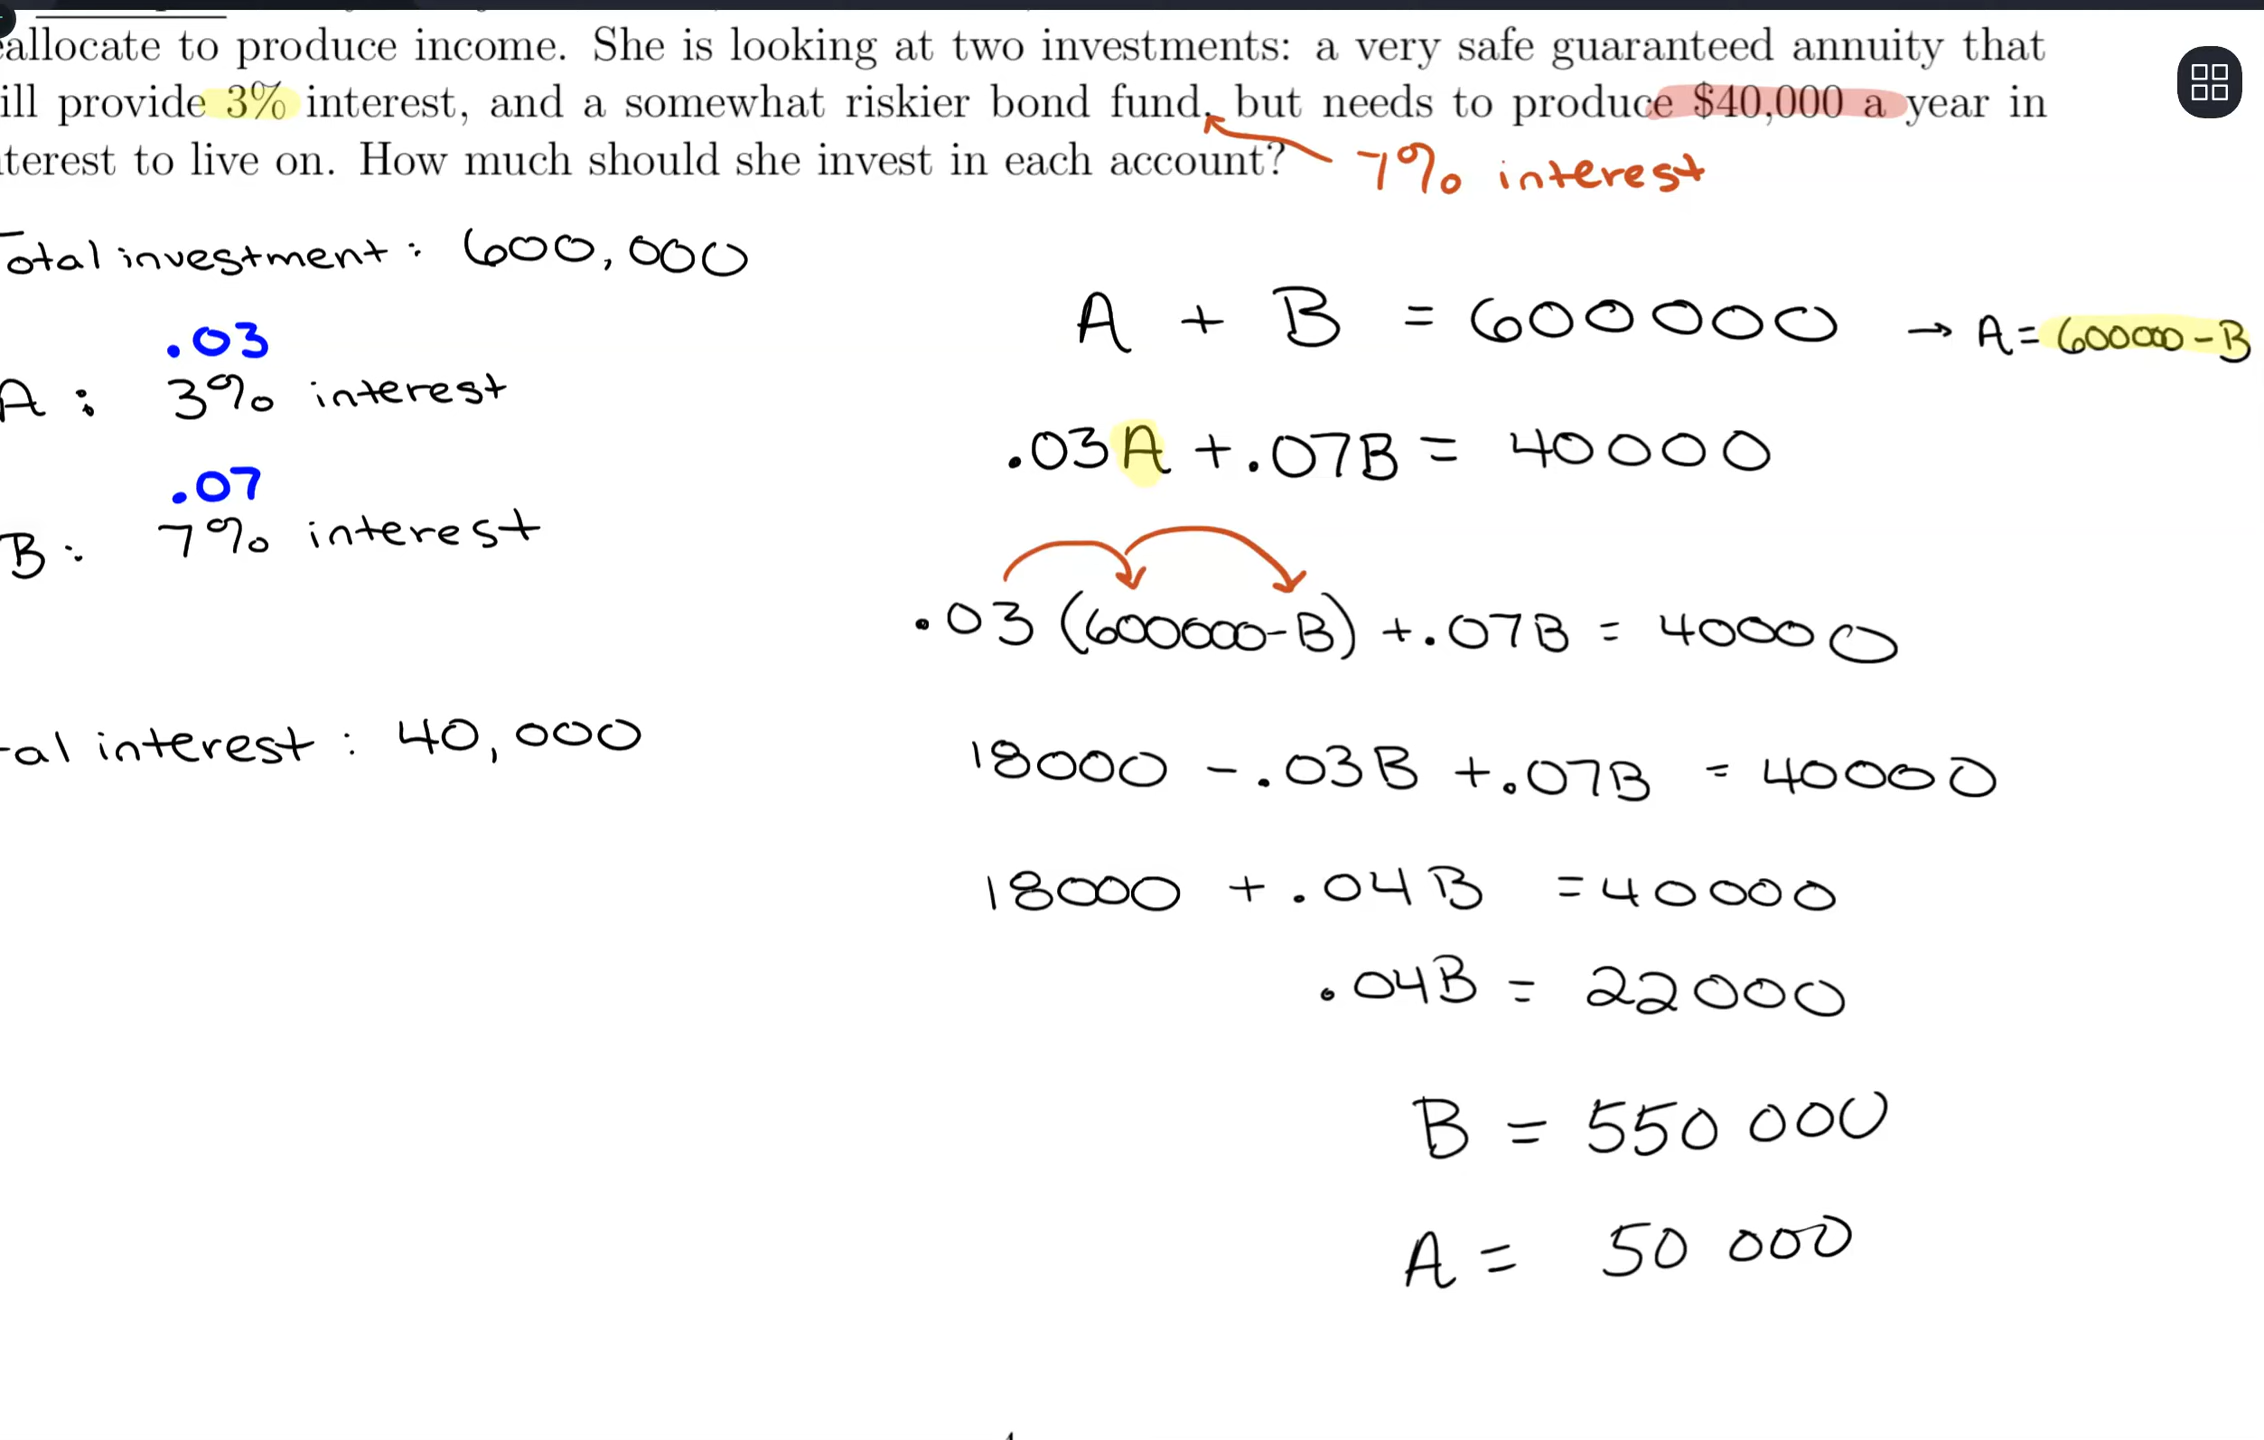 allocate to produce income. She is looking at two investments: a very safe guaranteed annuity that
ill provide 3% interest, and a somewhat riskier bond fund, but needs to produce $40,000 a year in
terest to live on. How much should she invest in each account?
7% interest
Total investment: 600,000
A + B = 600000 → A = 600000 - B
.03
A: 3% interest
.03A + .07B = 40000
.07
B: 7% interest
.03 (600000 - B) + .07B = 40000
tal interest: 40,000
18000 - .03B + .07B = 40000
18000 + .04B = 40000
.04B = 22000
B = 550 000
A = 50 000